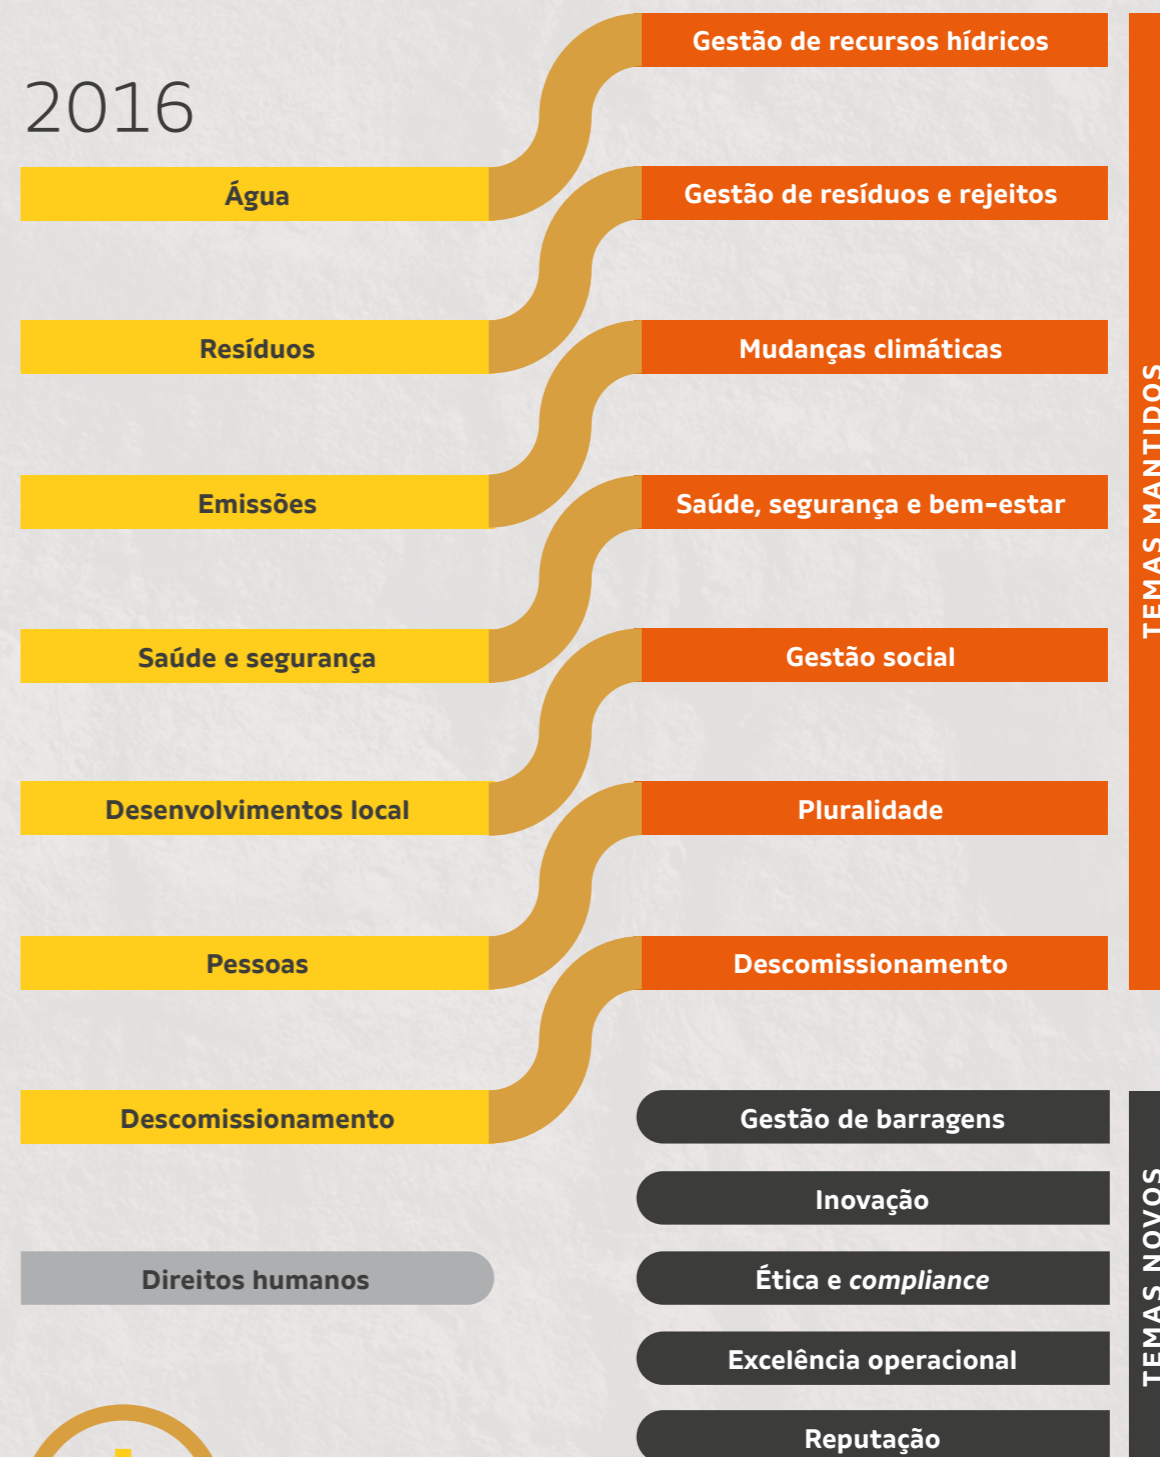 2016
Água
Resíduos
Emissões
Saúde e segurança
Desenvolvimentos local
Pessoas
Descomissionamento
Direitos humanos
Gestão de recursos hídricos
Gestão de resíduos e rejeitos
Mudanças climáticas
Saúde, segurança e bem-estar
Gestão social
Pluralidade
Descomissionamento
TEMAS MANTIDOS
Gestão de barragens
Inovação
Ética e compliance
Excelência operacional
Reputação
TEMAS NOVOS